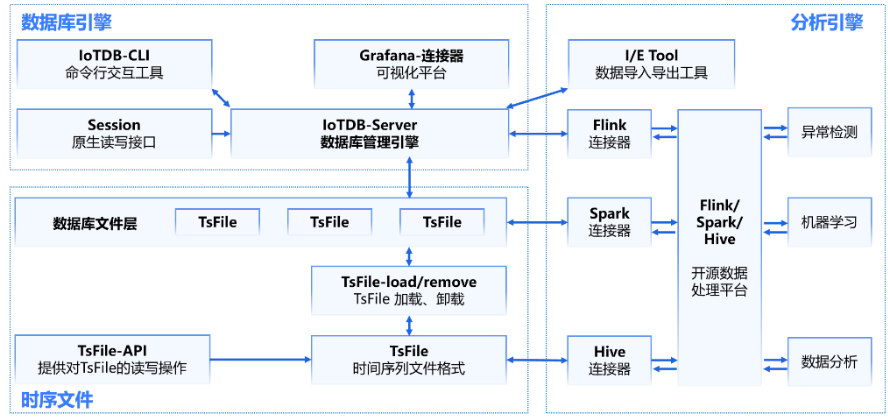 数据库引擎
分析引擎
IoTDB-CLI
命令行交互工具
Grafana-连接器
可视化平台
I/E Tool
数据导入导出工具
Session
原生读写接口
IoTDB-Server
数据库管理引擎
Flink
连接器
异常检测
数据库文件层
TsFile
TsFile
TsFile
Spark
连接器
Flink/
Spark/
Hive
开源数据
处理平台
机器学习
TsFile-load/remove
TsFile 加载、卸载
TsFile-API
提供对TsFile的读写操作
TsFile
时间序列文件格式
Hive
连接器
数据分析
时序文件